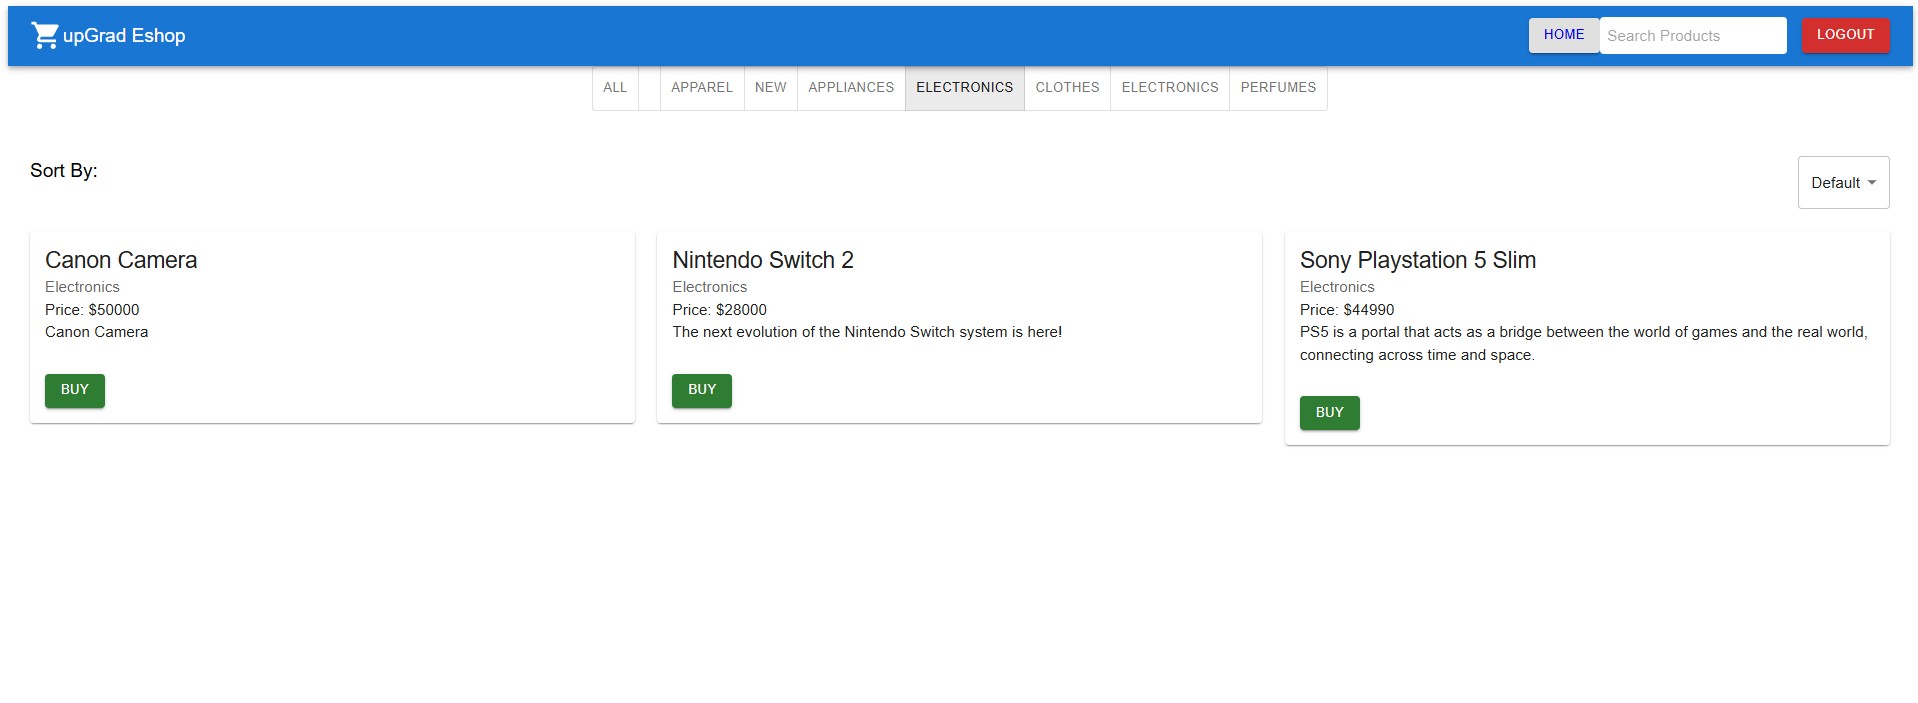 upGrad Eshop
HOME
Search Products
LOGOUT
ALL
APPAREL
NEW
APPLIANCES
ELECTRONICS
CLOTHES
ELECTRONICS
PERFUMES
Sort By:
Default
Canon Camera
Electronics
Price: $50000
Canon Camera
BUY
Nintendo Switch 2
Electronics
Price: $28000
The next evolution of the Nintendo Switch system is here!
BUY
Sony Playstation 5 Slim
Electronics
Price: $44990
PS5 is a portal that acts as a bridge between the world of games and the real world,
connecting across time and space.
BUY